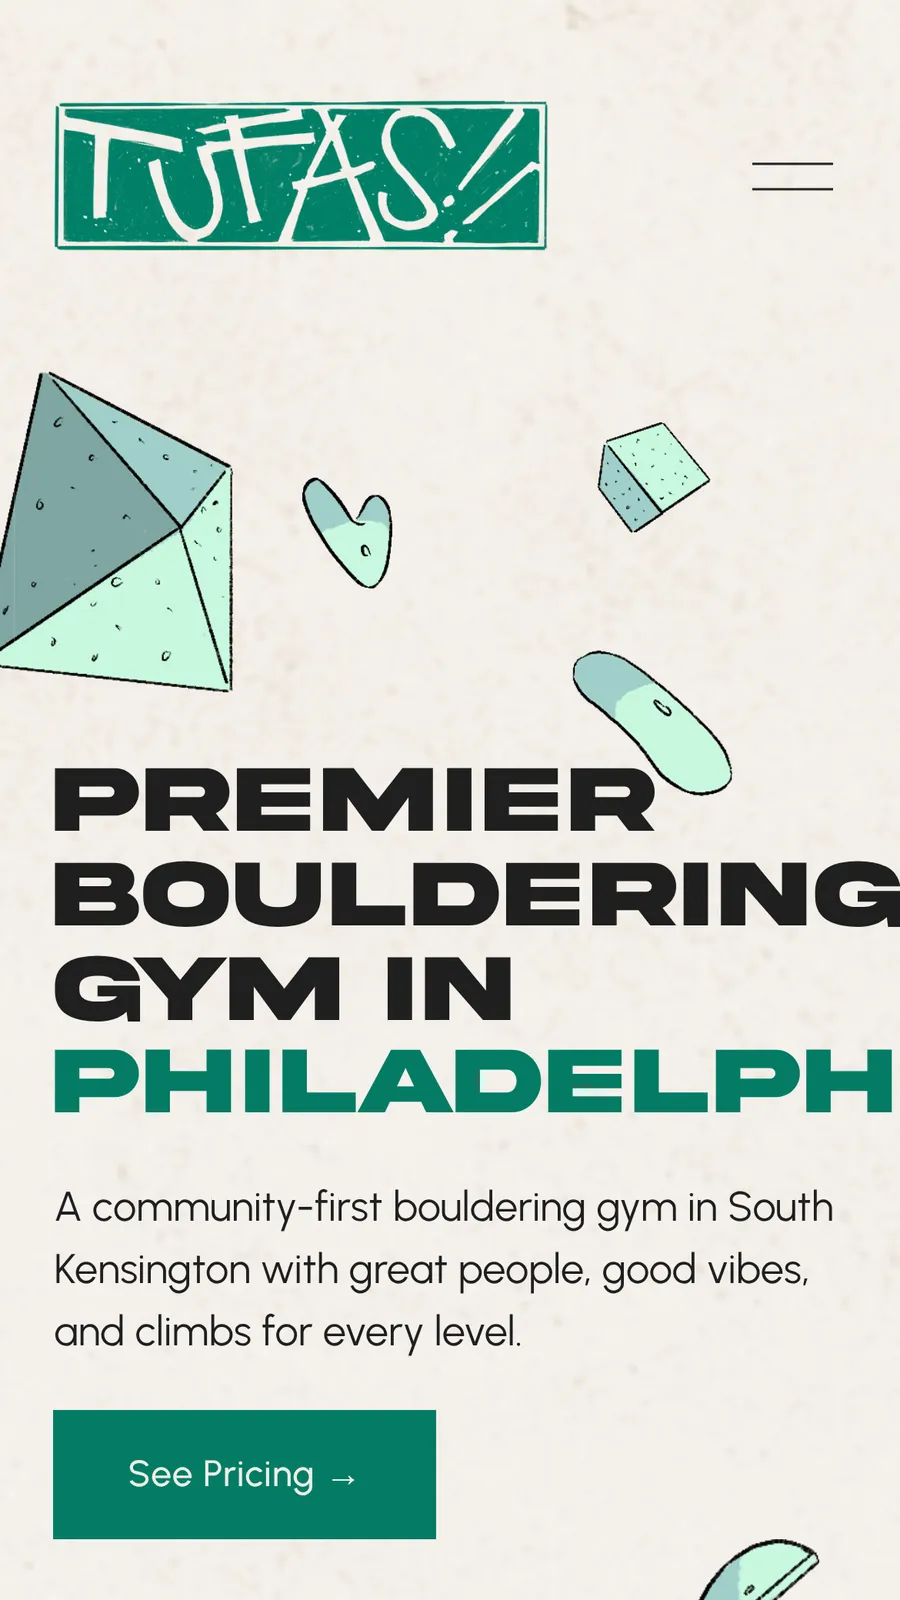 TUFAS!!
PREMIER
BOULDERING
GYM IN
PHILADELPH
A community-first bouldering gym in South
Kensington with great people, good vibes,
and climbs for every level.
See Pricing →